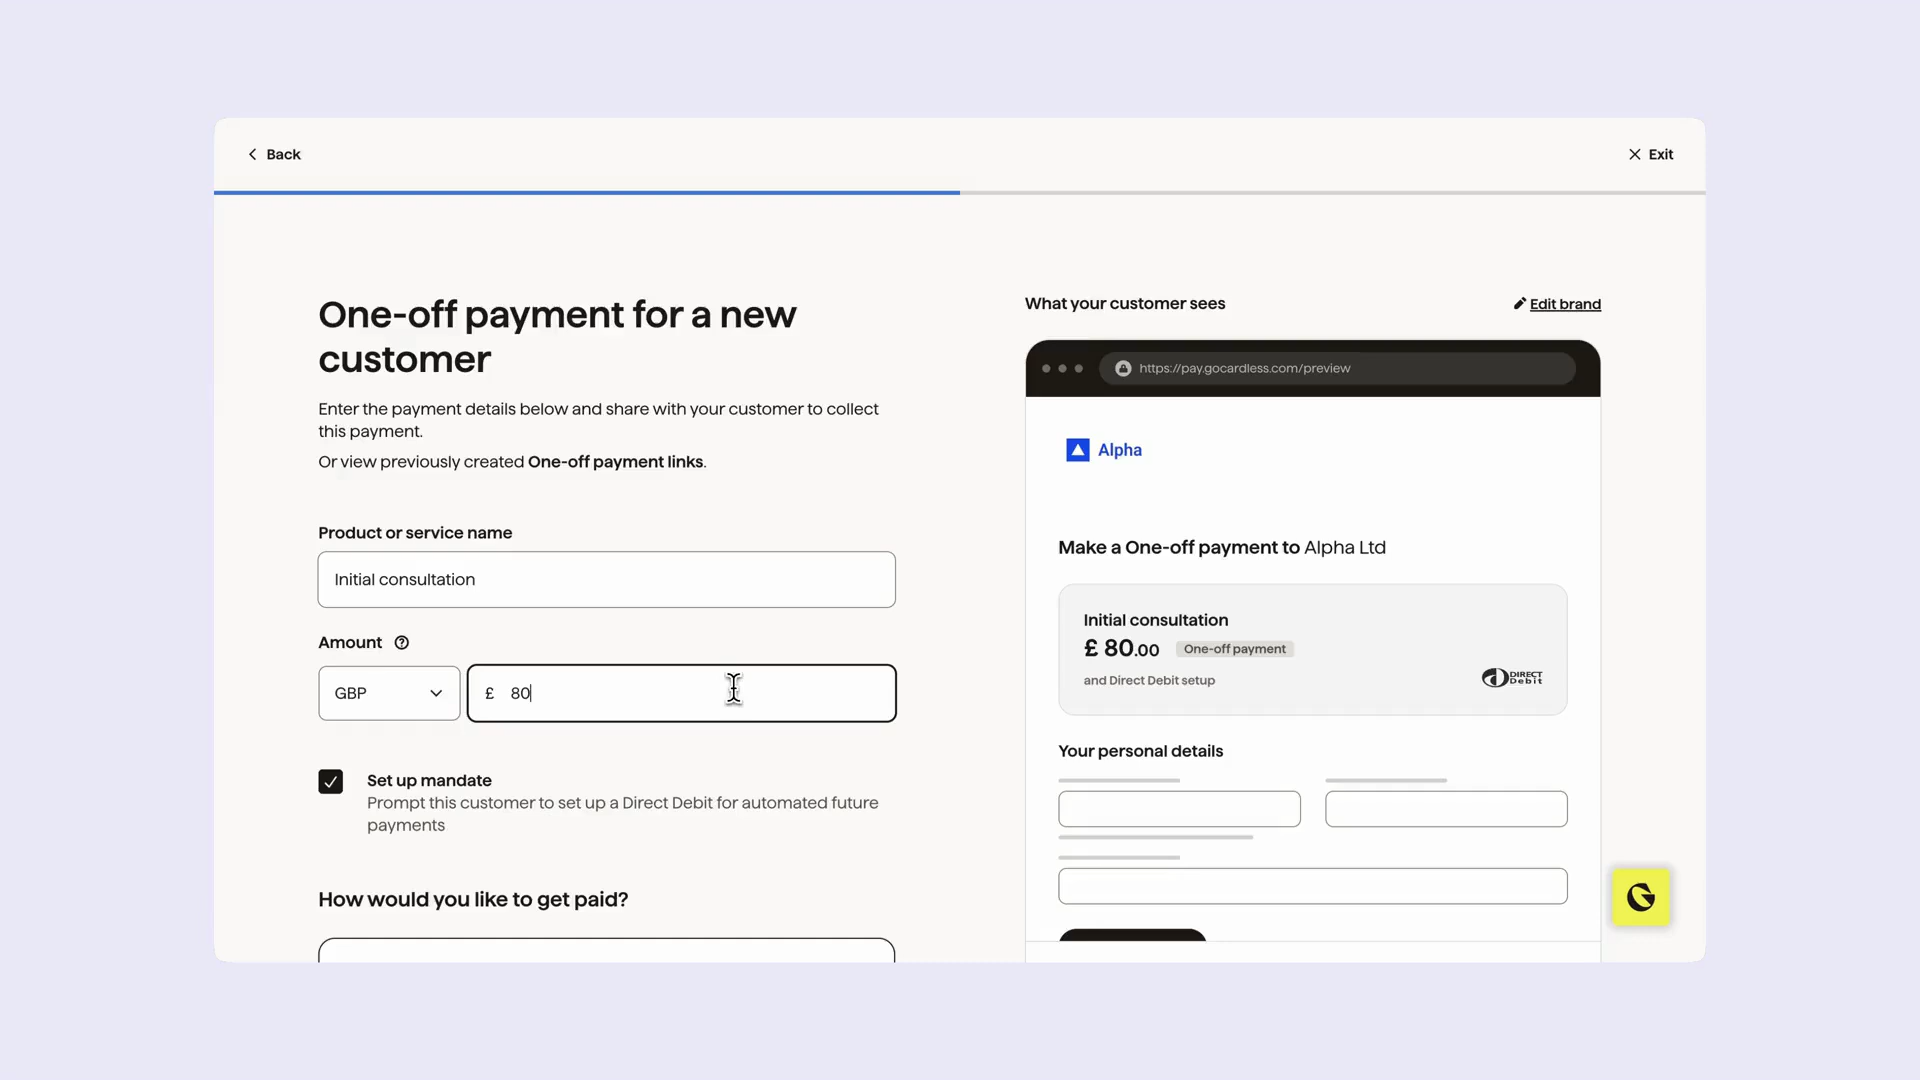 Back
Exit
One-off payment for a new
customer
Enter the payment details below and share with your customer to collect
this payment.
Or view previously created One-off payment links.
Product or service name
Initial consultation
Amount
GBP
£ 80
Set up mandate
Prompt this customer to set up a Direct Debit for automated future
payments
How would you like to get paid?
What your customer sees
Edit brand
https://pay.gocardless.com/preview
Alpha
Make a One-off payment to Alpha Ltd
Initial consultation
£ 80.00 One-off payment
and Direct Debit setup
DIRECT
Debit
Your personal details